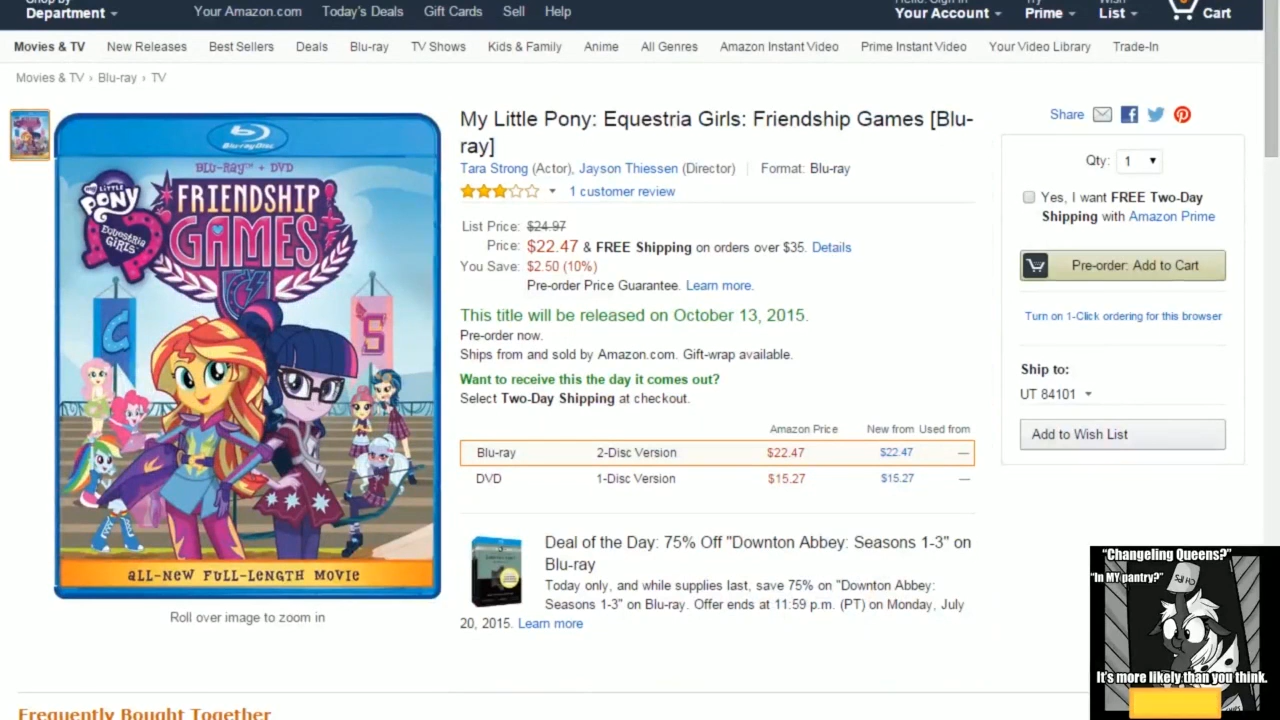 Shop by
Department
Your Amazon.com
Today's Deals
Gift Cards
Sell
Help
Hello. Sign in
Your Account
Try
Prime
Wish
List
Cart
Movies & TV
New Releases
Best Sellers
Deals
Blu-ray
TV Shows
Kids & Family
Anime
All Genres
Amazon Instant Video
Prime Instant Video
Your Video Library
Trade-In
Movies & TV › Blu-ray › TV
Blu-ray Disc
BLU-RAY™ + DVD
MY LITTLE
PONY
EQUESTRIA
GIRLS
FRIENDSHIP
GAMES
C
S
ALL-NEW FULL-LENGTH MOVIE
Roll over image to zoom in
My Little Pony: Equestria Girls: Friendship Games [Blu-
ray]
Tara Strong (Actor), Jayson Thiessen (Director) | Format: Blu-ray
1 customer review
List Price: $24.97
Price: $22.47 & FREE Shipping on orders over $35. Details
You Save: $2.50 (10%)
Pre-order Price Guarantee. Learn more.
This title will be released on October 13, 2015.
Pre-order now.
Ships from and sold by Amazon.com. Gift-wrap available.
Want to receive this the day it comes out?
Select Two-Day Shipping at checkout.
Amazon Price New from Used from
Blu-ray 2-Disc Version $22.47 $22.47 —
DVD 1-Disc Version $15.27 $15.27 —
Deal of the Day: 75% Off "Downton Abbey: Seasons 1-3" on
Blu-ray
Today only, and while supplies last, save 75% on "Downton Abbey:
Seasons 1-3" on Blu-ray. Offer ends at 11:59 p.m. (PT) on Monday, July
20, 2015. Learn more
Share
Qty: 1
Yes, I want FREE Two-Day
Shipping with Amazon Prime
Pre-order: Add to Cart
Turn on 1-Click ordering for this browser
Ship to:
UT 84101
Add to Wish List
"Changeling Queens?"
"In MY pantry?"
It's more likely than you think.
Frequently Bought Together